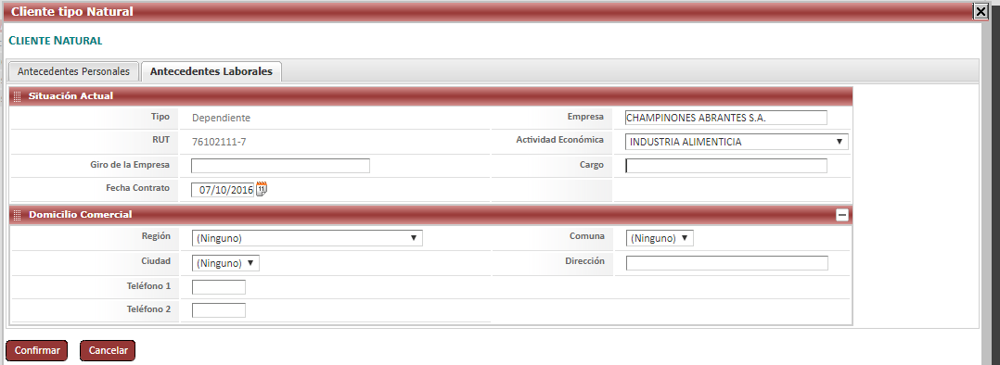 Cliente tipo Natural
CLIENTE NATURAL
Antecedentes Personales Antecedentes Laborales
Situación Actual
Tipo Dependiente Empresa CHAMPINONES ABRANTES S.A.
RUT 76102111-7 Actividad Económica INDUSTRIA ALIMENTICIA
Giro de la Empresa Cargo
Fecha Contrato 07/10/2016
Domicilio Comercial
Región (Ninguno) Comuna (Ninguno)
Ciudad (Ninguno) Dirección
Teléfono 1
Teléfono 2
Confirmar Cancelar